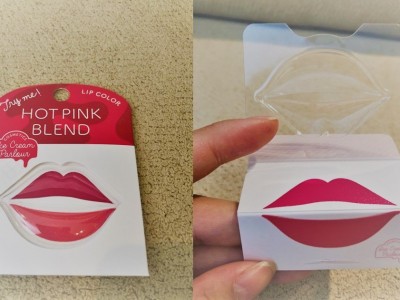 Try me!
LIP COLOR
HOT PINK
BLEND
Ice Cream
Parlour